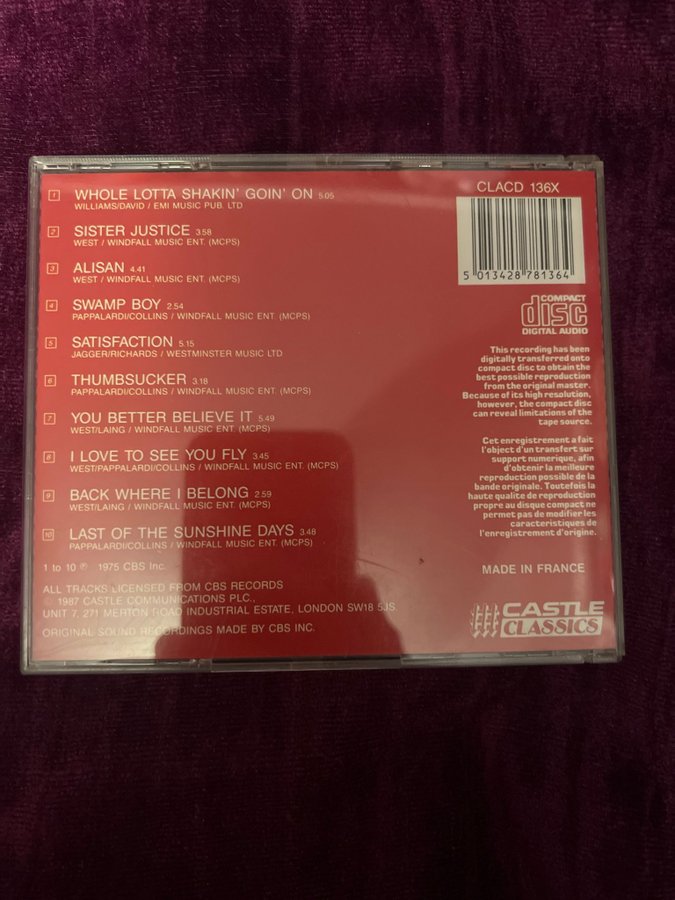 1 WHOLE LOTTA SHAKIN' GOIN' ON 5.05
WILLIAMS/DAVID / EMI MUSIC PUB. LTD
2 SISTER JUSTICE 3.58
WEST / WINDFALL MUSIC ENT. (MCPS)
3 ALISAN 4.41
WEST / WINDFALL MUSIC ENT. (MCPS)
4 SWAMP BOY 2.54
PAPPALARDI/COLLINS / WINDFALL MUSIC ENT. (MCPS)
5 SATISFACTION 5.15
JAGGER/RICHARDS / WESTMINSTER MUSIC LTD
6 THUMBSUCKER 3.18
PAPPALARDI/COLLINS / WINDFALL MUSIC ENT. (MCPS)
7 YOU BETTER BELIEVE IT 5.49
WEST/LAING / WINDFALL MUSIC ENT. (MCPS)
8 I LOVE TO SEE YOU FLY 3.45
WEST/PAPPALARDI/COLLINS / WINDFALL MUSIC ENT. (MCPS)
9 BACK WHERE I BELONG 2.59
WEST/LAING / WINDFALL MUSIC ENT. (MCPS)
10 LAST OF THE SUNSHINE DAYS 3.48
PAPPALARDI/COLLINS / WINDFALL MUSIC ENT. (MCPS)
1 to 10 ℗ 1975 CBS Inc.
ALL TRACKS LICENSED FROM CBS RECORDS
© 1987 CASTLE COMMUNICATIONS PLC.,
UNIT 7, 271 MERTON ROAD INDUSTRIAL ESTATE, LONDON SW18 5JS
ORIGINAL SOUND RECORDINGS MADE BY CBS INC.
CLACD 136X
5 013428 781364
COMPACT
disc
DIGITAL AUDIO
This recording has been
digitally transferred onto
compact disc to obtain the
best possible reproduction
from the original master.
Because of its high resolution,
however, the compact disc
can reveal limitations of the
tape source.
Cet enregistrement a fait
l'object d'un transfert sur
support numerique, afin
d'obtenir la meilleure
reproduction possible de la
bande originale. Toutefois la
haute qualite de reproduction
propre au disque compact ne
permet pas de modifier les
caracteristiques de
l'enregistrement d'origine.
MADE IN FRANCE
CASTLE
CLASSICS